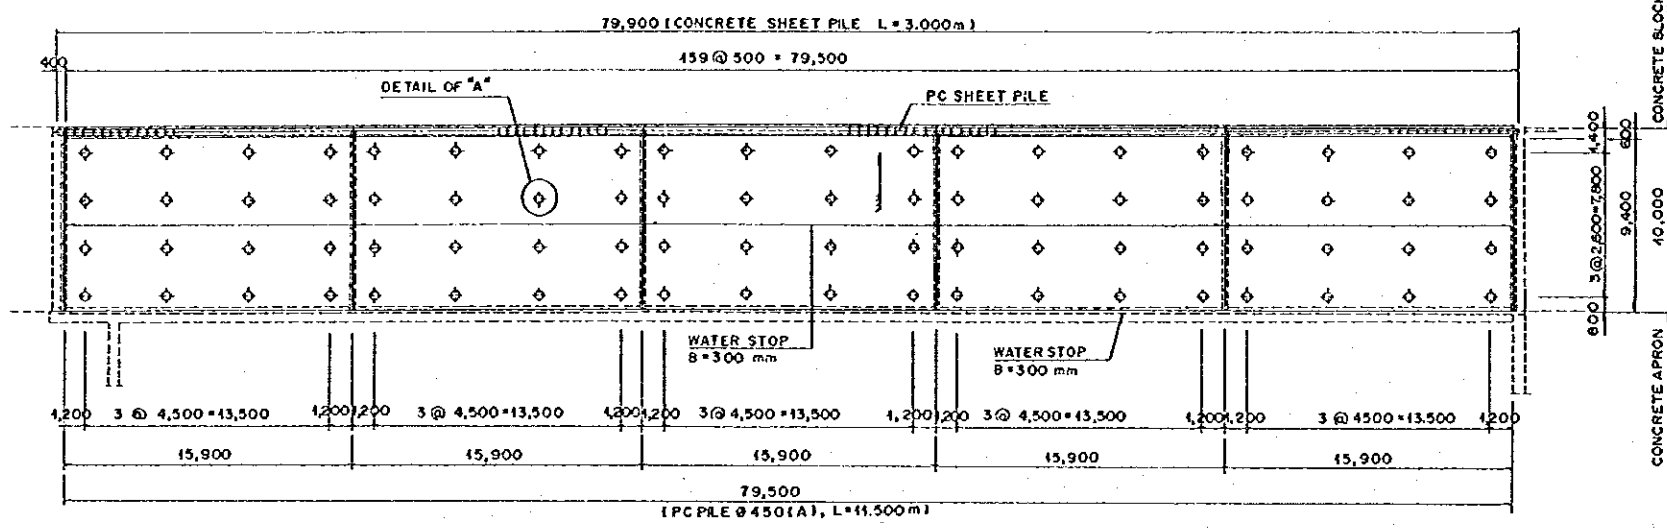 79,900 (CONCRETE SHEET PILE L=3.000m)
400
159@ 500 = 79,500
DETAIL OF "A"
PC SHEET PILE
CONCRETE BLOCK
1,400
600
3@2,600=7,800
9,400
10,000
600
CONCRETE APRON
WATER STOP
B=300 mm
WATER STOP
B=300 mm
1,200 3 @ 4,500=13,500 1,200 1,200 3 @ 4,500=13,500 1,200 1,200 3@ 4,500=13,500 1,200 1,200 3 @ 4,500=13,500 1,200 1,200 3 @ 4500=13.500 1,200
15,900 15,900 15,900 15,900 15,900
79,500
(PC PILE Ø 450(A), L=11.500m)